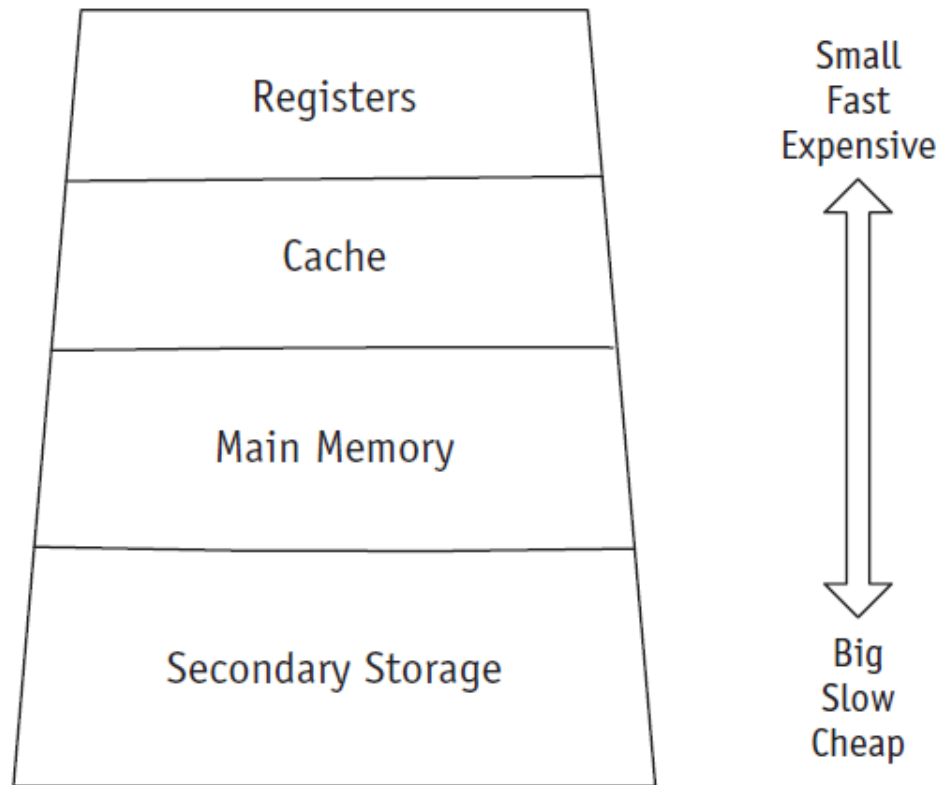 Registers
Cache
Main Memory
Secondary Storage
Small
Fast
Expensive
Big
Slow
Cheap